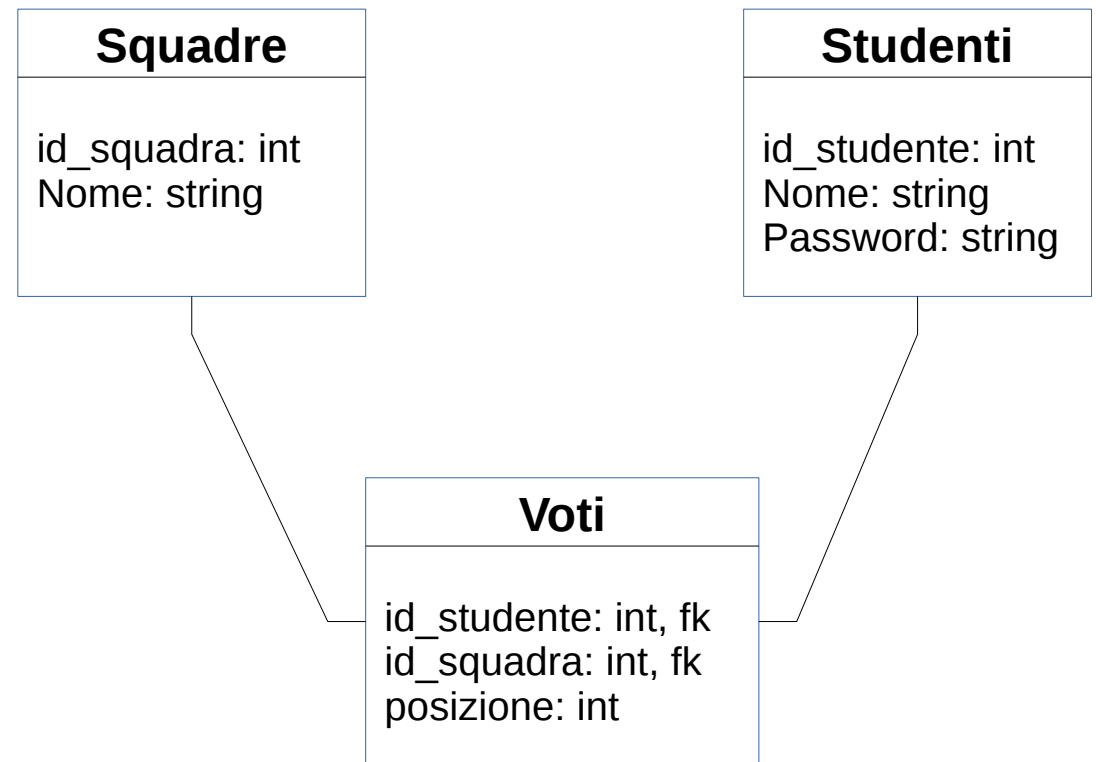 Squadre
id_squadra: int
Nome: string
Studenti
id_studente: int
Nome: string
Password: string
Voti
id_studente: int, fk
id_squadra: int, fk
posizione: int